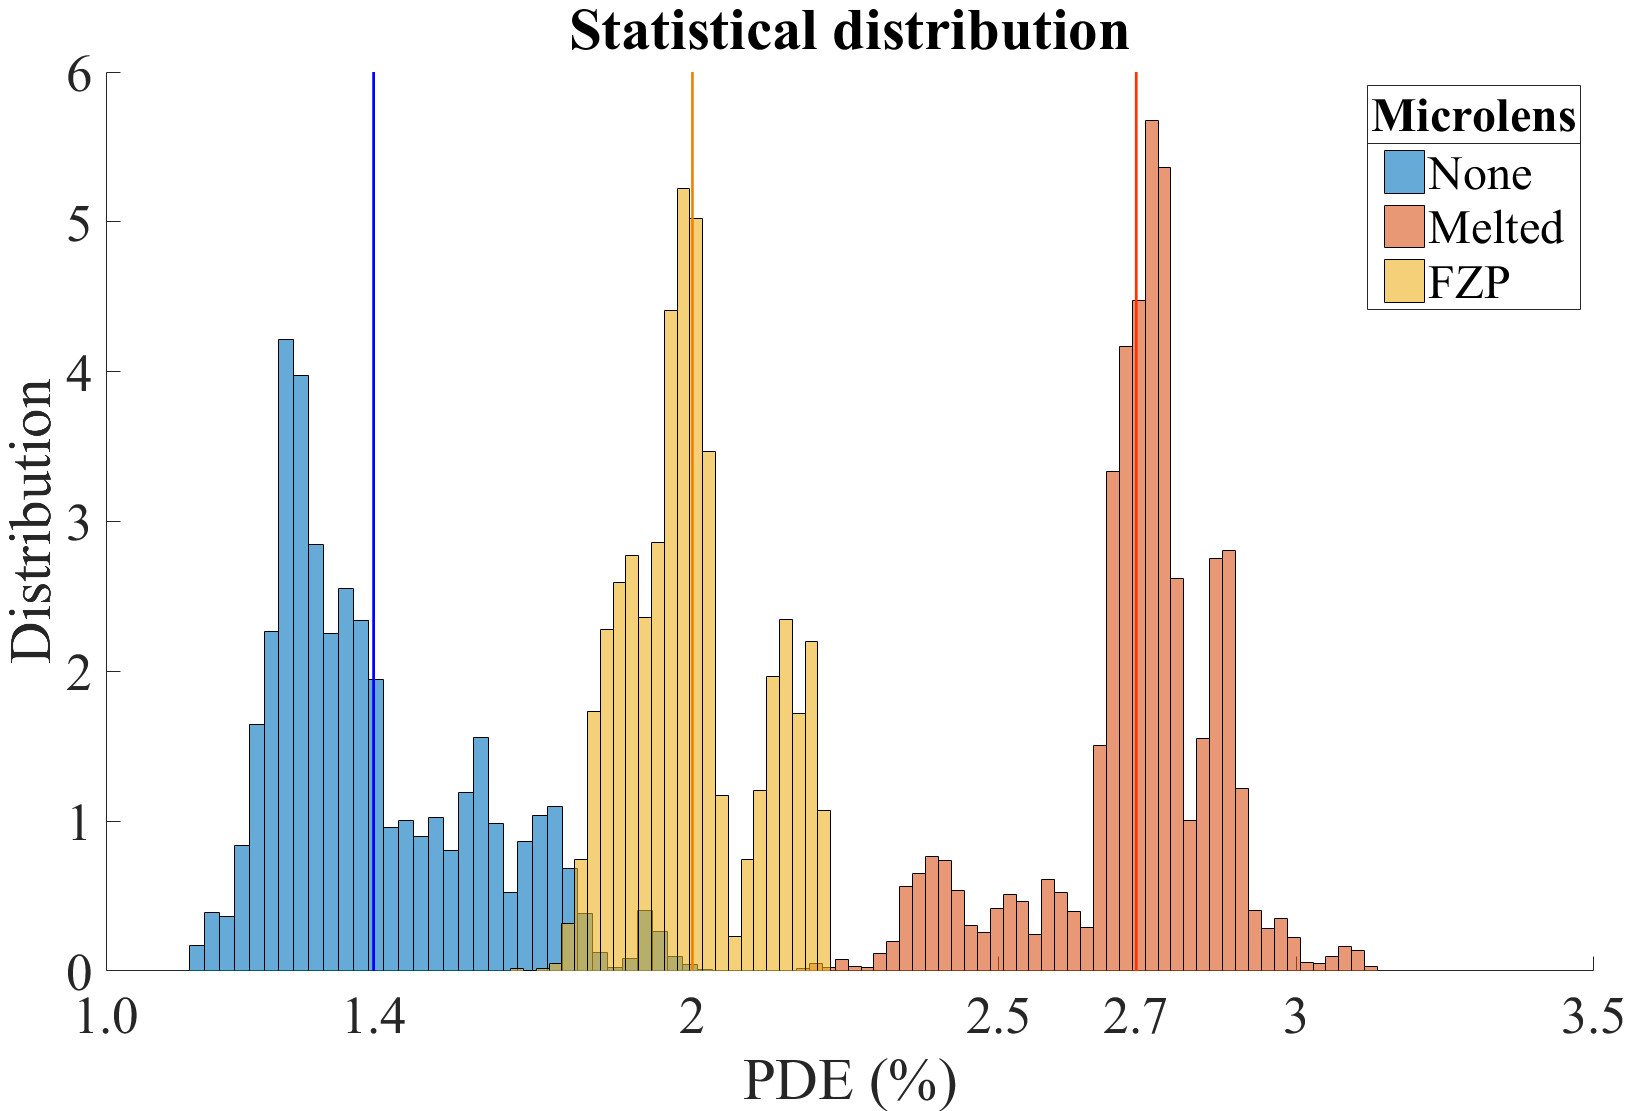 Statistical distribution
6
5
4
3
2
1
0
Distribution
1.0
1.4
2
2.5
2.7
3
3.5
PDE (%)
Microlens
None
Melted
FZP